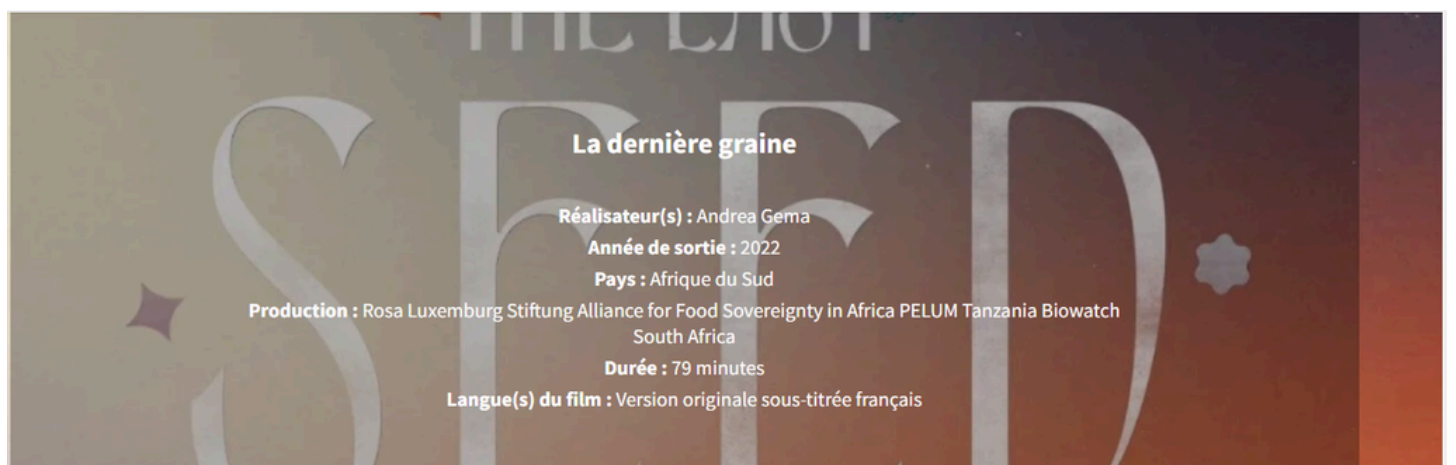 THE LAST
SEED
La dernière graine
Réalisateur(s) : Andrea Gema
Année de sortie : 2022
Pays : Afrique du Sud
Production : Rosa Luxemburg Stiftung Alliance for Food Sovereignty in Africa PELUM Tanzania Biowatch
South Africa
Durée : 79 minutes
Langue(s) du film : Version originale sous-titrée français